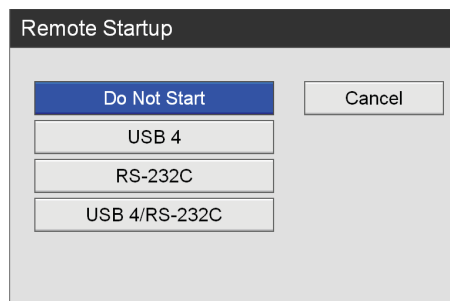 Remote Startup
Do Not Start
Cancel
USB 4
RS-232C
USB 4/RS-232C